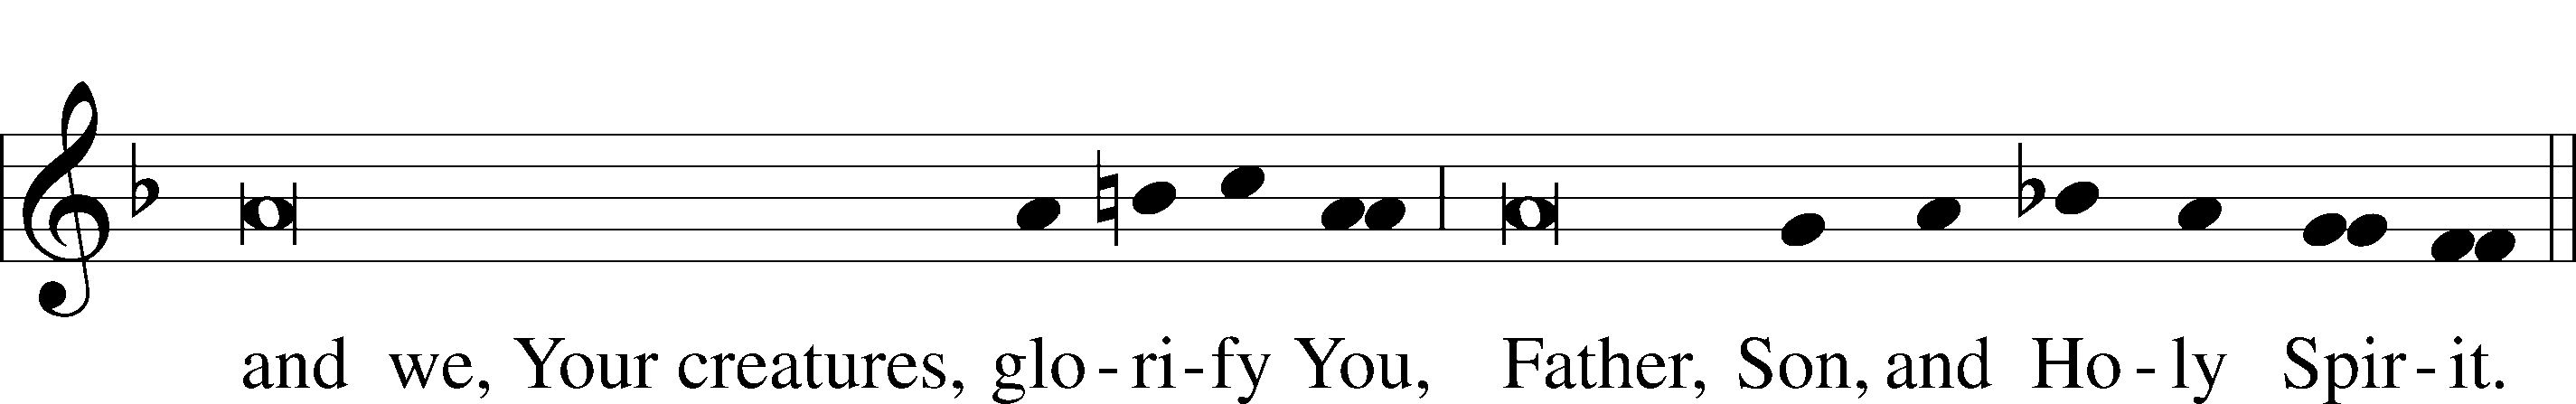 and we, Your creatures, glo - ri - fy You, Father, Son, and Ho - ly Spir - it.